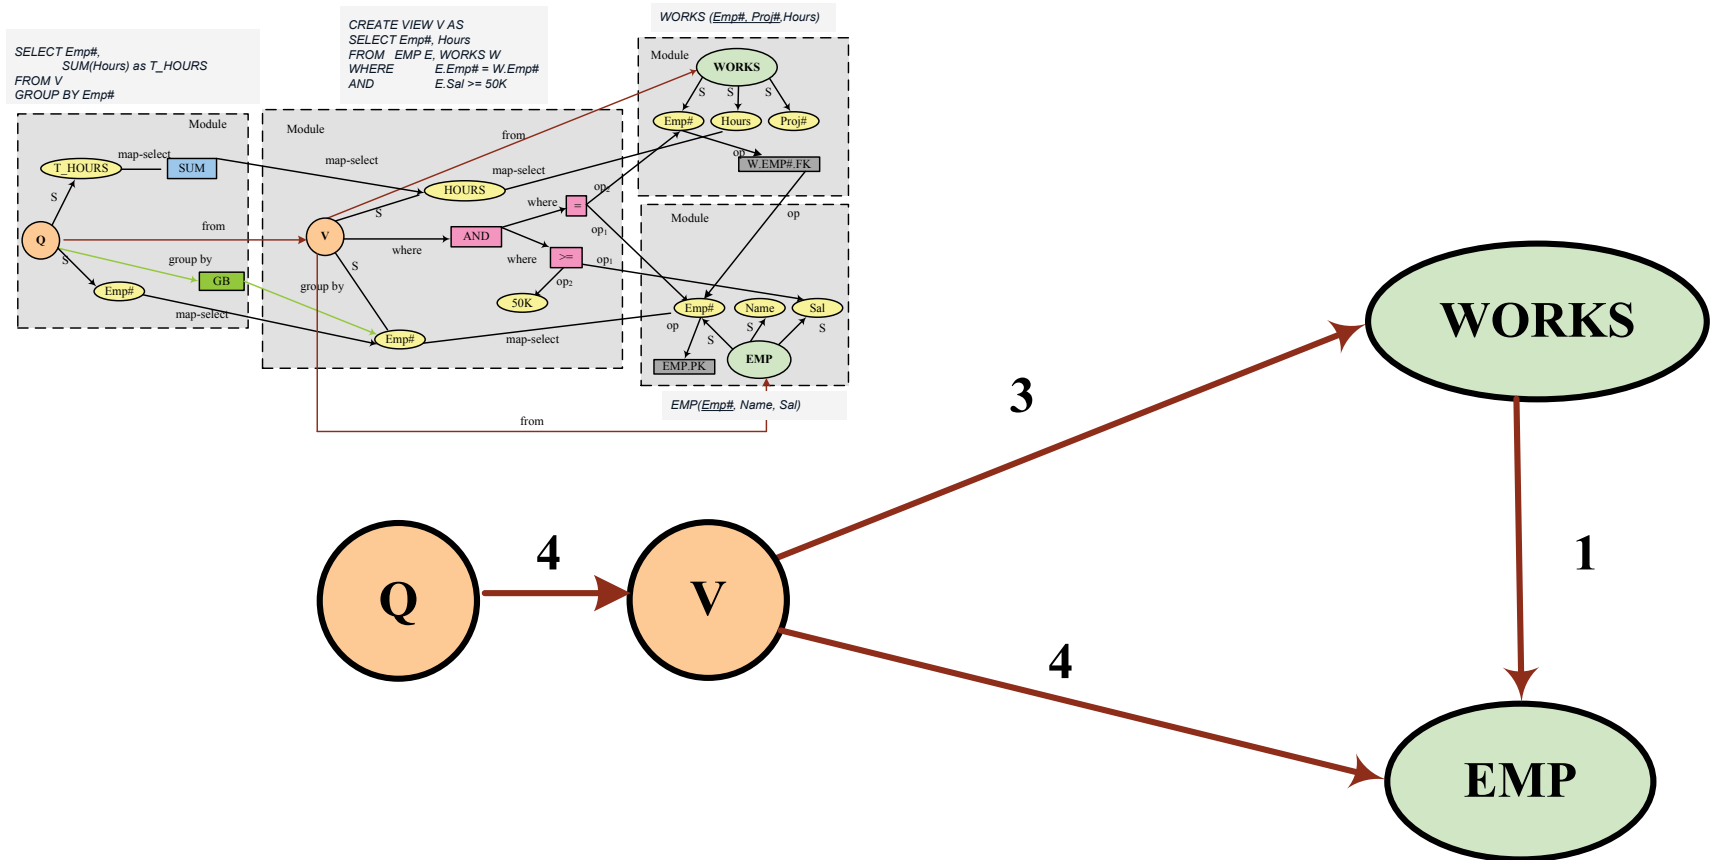 SELECT Emp#,
SUM(Hours) as T_HOURS
FROM V
GROUP BY Emp#
CREATE VIEW V AS
SELECT Emp#, Hours
FROM EMP E, WORKS W
WHERE E.Emp# = W.Emp#
AND E.Sal >= 50K
WORKS (Emp#, Proj#,Hours)
Module
T_HOURS
map-select
SUM
S
Q
from
S
group by
GB
Emp#
map-select
Module
map-select
HOURS
map-select
from
S
V
where
AND
where
=
op2
op1
where
>=
op1
op2
50K
S
group by
Emp#
map-select
from
Module
WORKS
S
S
S
Emp#
Hours
Proj#
op
W.EMP#.FK
op
Module
Emp#
Name
Sal
op
S
S
S
EMP.PK
EMP
EMP(Emp#, Name, Sal)
WORKS
3
1
Q
4
V
4
EMP